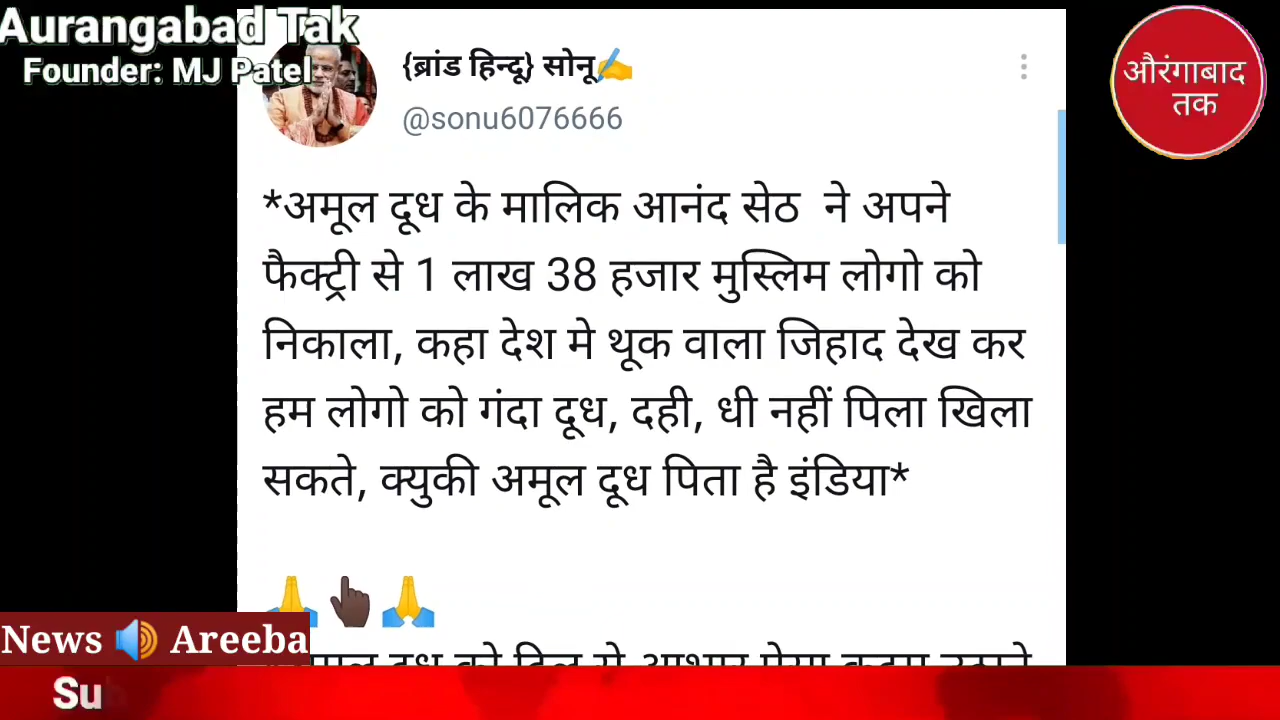 Aurangabad Tak
Founder: MJ Patel
{ब्रांड हिन्दू} सोनू✍️
@sonu6076666
औरंगाबाद
तक
*अमूल दूध के मालिक आनंद सेठ ने अपने
फैक्ट्री से 1 लाख 38 हजार मुस्लिम लोगो को
निकाला, कहा देश मे थूक वाला जिहाद देख कर
हम लोगो को गंदा दूध, दही, धी नहीं पिला खिला
सकते, क्युकी अमूल दूध पिता है इंडिया*
🙏👆🏿🙏
News 🔊 Areeba
Su